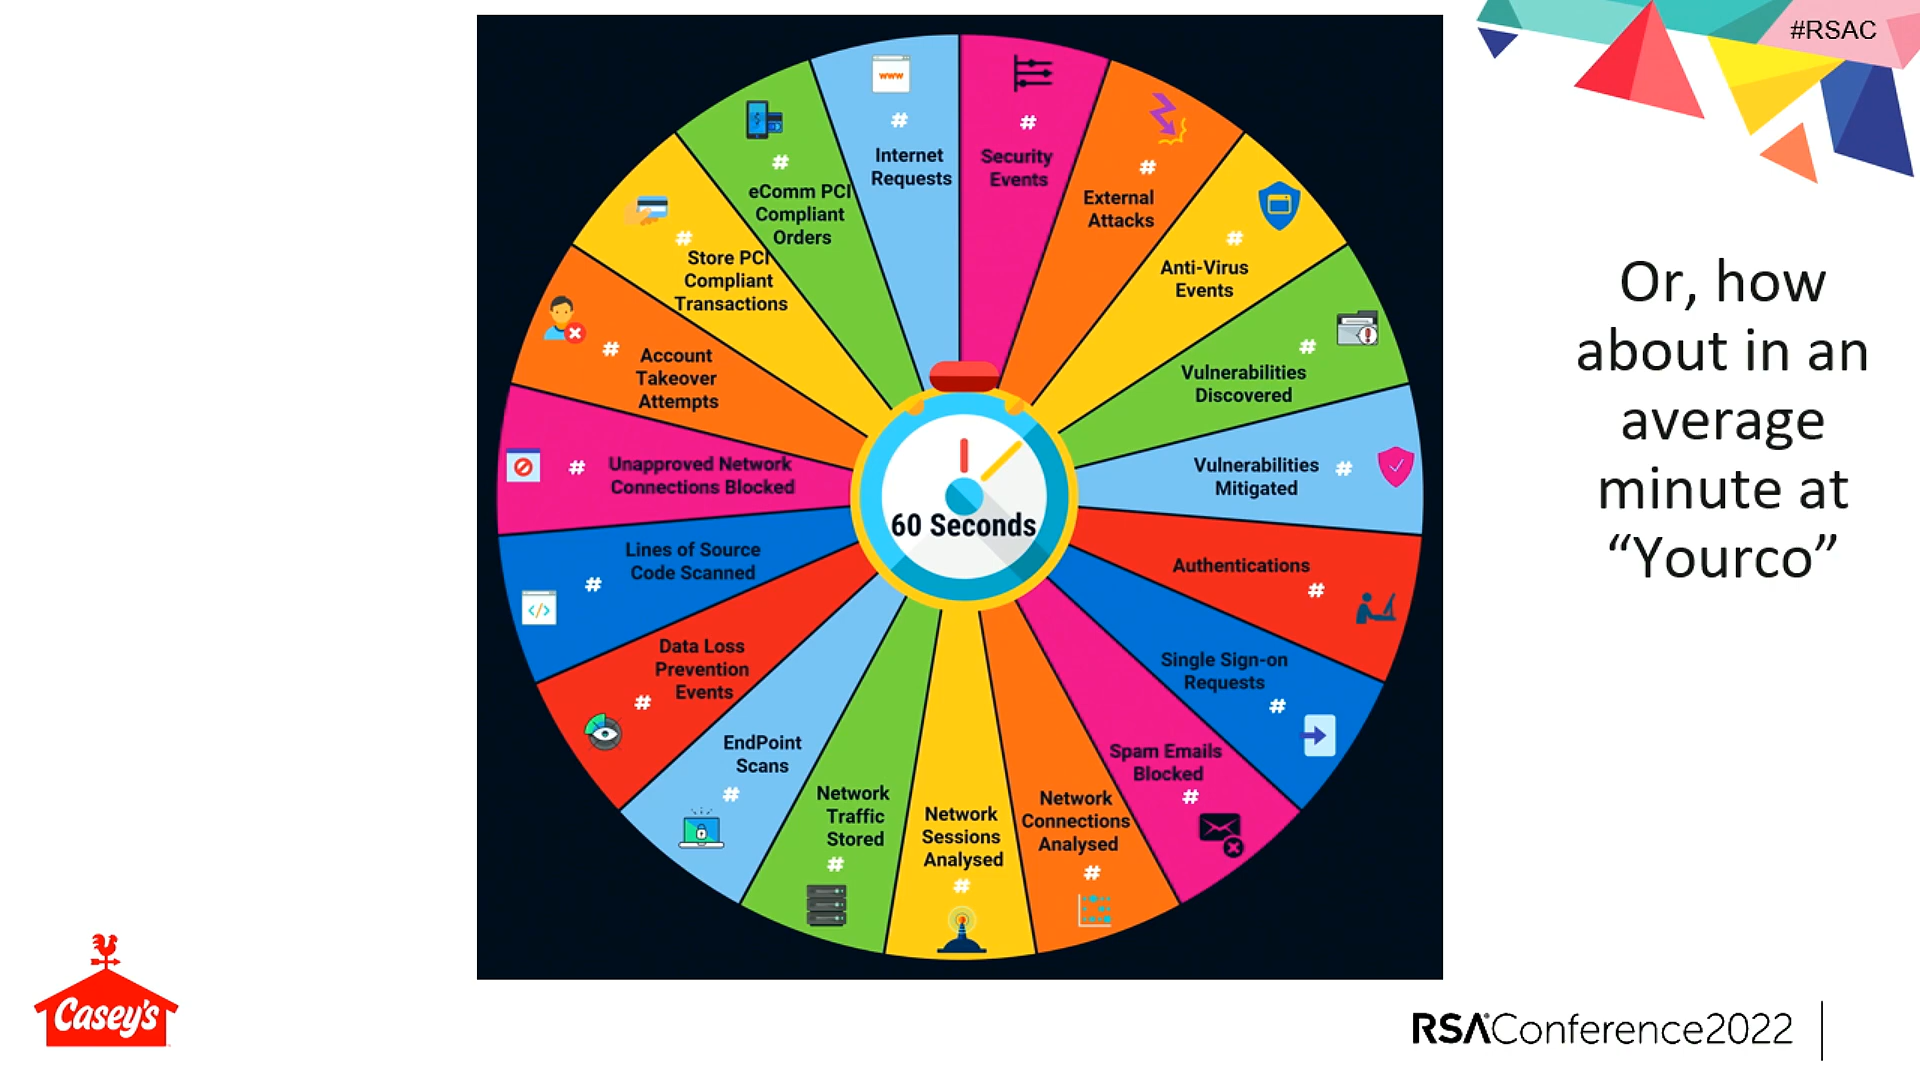 #RSAC
www
#
Internet
Requests
#
Security
Events
#
External
Attacks
#
Anti-Virus
Events
#
Vulnerabilities
Discovered
Vulnerabilities
Mitigated
#
Authentications
#
Single Sign-on
Requests
#
Spam Emails
Blocked
#
Network
Connections
Analysed
#
Network
Sessions
Analysed
#
Network
Traffic
Stored
#
EndPoint
Scans
#
Data Loss
Prevention
Events
#
Lines of Source
Code Scanned
#
</>
#
Unapproved Network
Connections Blocked
#
Account
Takeover
Attempts
#
Store PCI
Compliant
Transactions
#
eComm PCI
Compliant
Orders
60 Seconds
Or, how
about in an
average
minute at
“Yourco”
Casey's
RSAConference2022